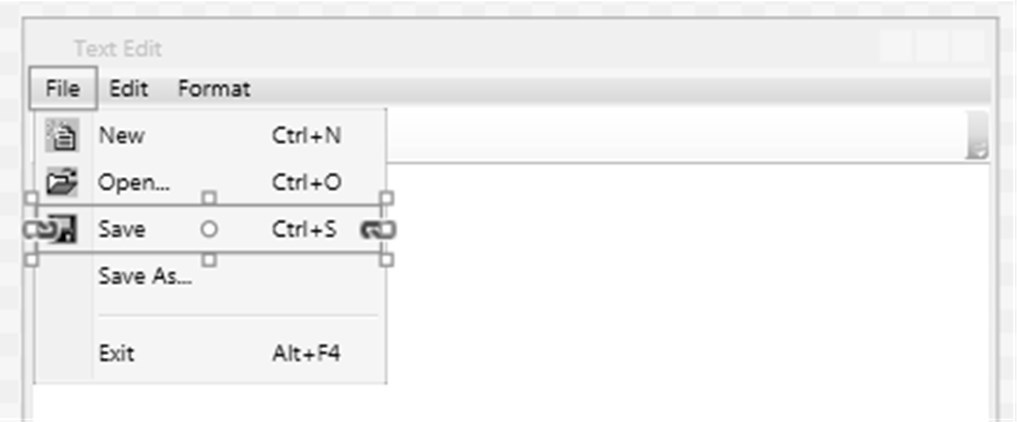 Text Edit
File Edit Format
New Ctrl+N
Open... Ctrl+O
Save Ctrl+S
Save As...
Exit Alt+F4